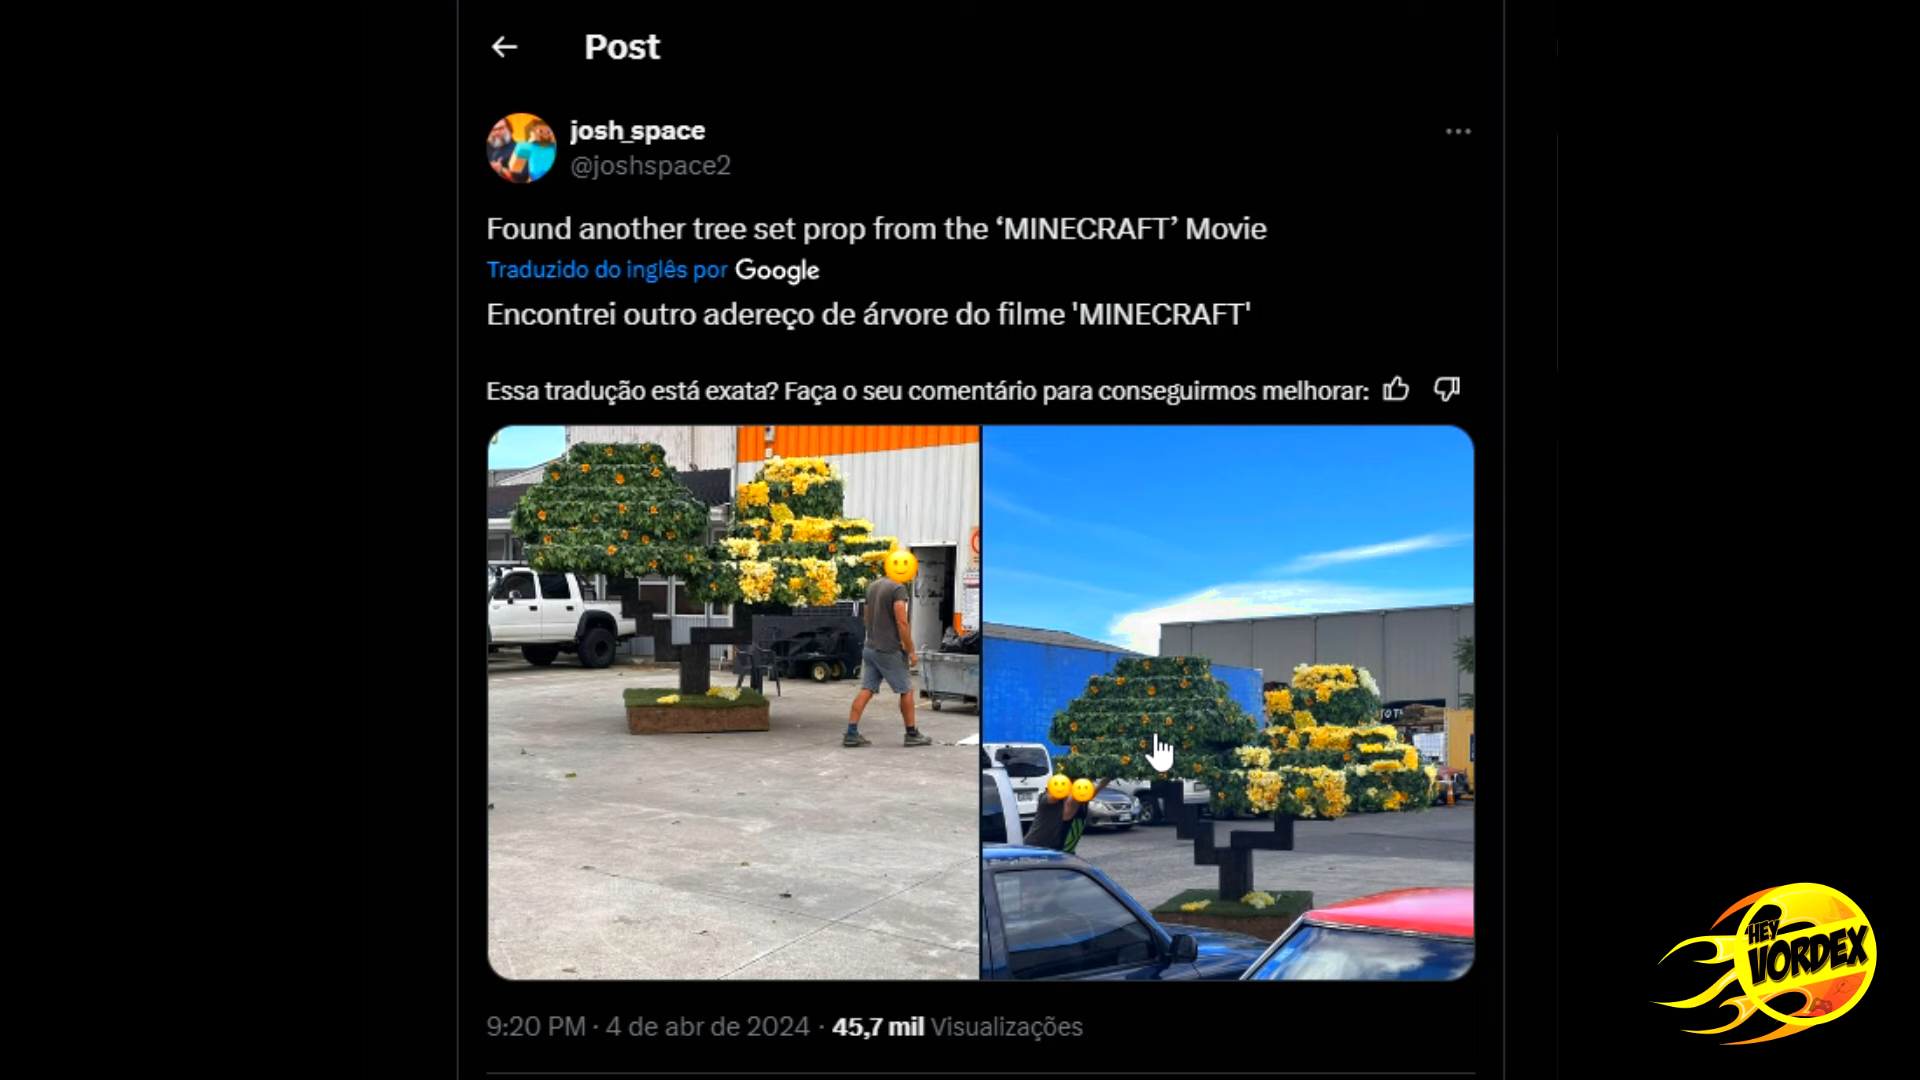 Post
josh_space
@joshspace2
Found another tree set prop from the ‘MINECRAFT’ Movie
Traduzido do inglês por Google
Encontrei outro adereço de árvore do filme 'MINECRAFT'
Essa tradução está exata? Faça o seu comentário para conseguirmos melhorar:
9:20 PM · 4 de abr de 2024 · 45,7 mil Visualizações
HEY
VORDEX